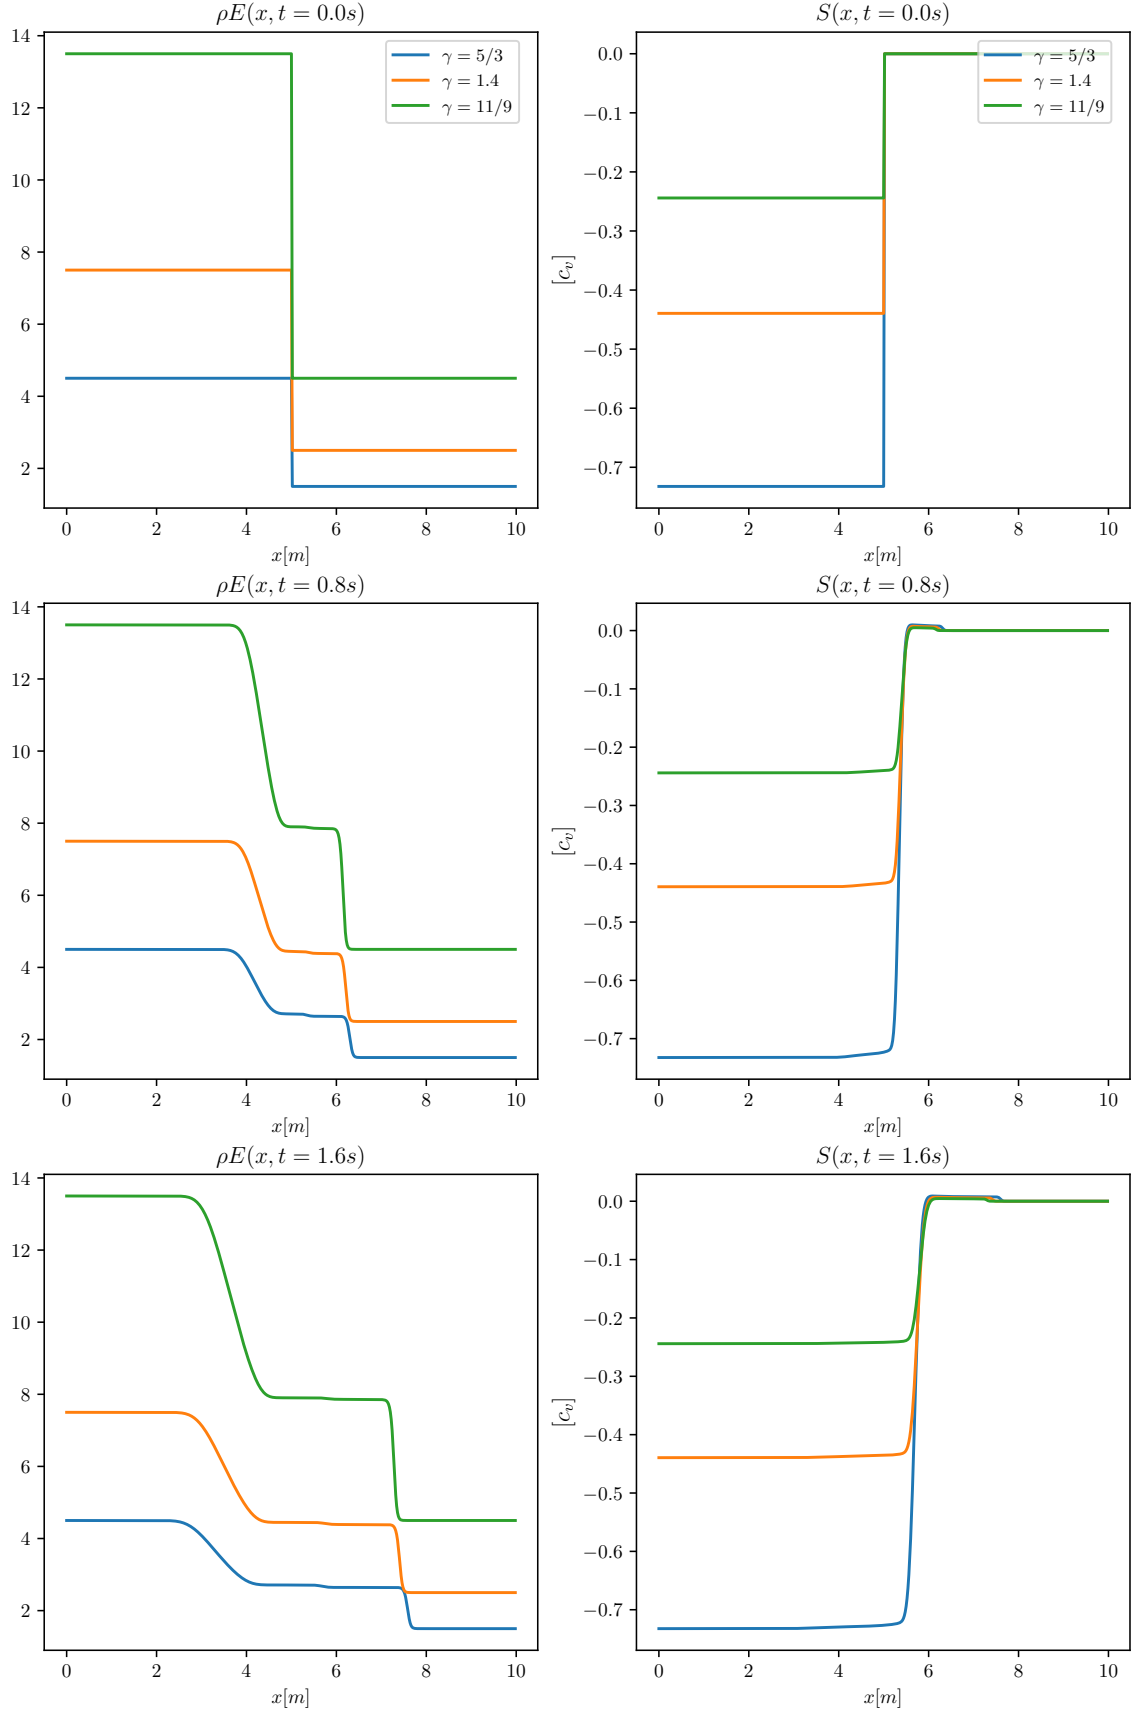 ρE(x, t = 0.0s)
14
12
10
8
6
4
2
0 2 4 6 8 10
x[m]
γ = 5/3
γ = 1.4
γ = 11/9
S(x, t = 0.0s)
[c_v]
0.0
−0.1
−0.2
−0.3
−0.4
−0.5
−0.6
−0.7
0 2 4 6 8 10
x[m]
γ = 5/3
γ = 1.4
γ = 11/9
ρE(x, t = 0.8s)
14
12
10
8
6
4
2
0 2 4 6 8 10
x[m]
S(x, t = 0.8s)
[c_v]
0.0
−0.1
−0.2
−0.3
−0.4
−0.5
−0.6
−0.7
0 2 4 6 8 10
x[m]
ρE(x, t = 1.6s)
14
12
10
8
6
4
2
0 2 4 6 8 10
x[m]
S(x, t = 1.6s)
[c_v]
0.0
−0.1
−0.2
−0.3
−0.4
−0.5
−0.6
−0.7
0 2 4 6 8 10
x[m]